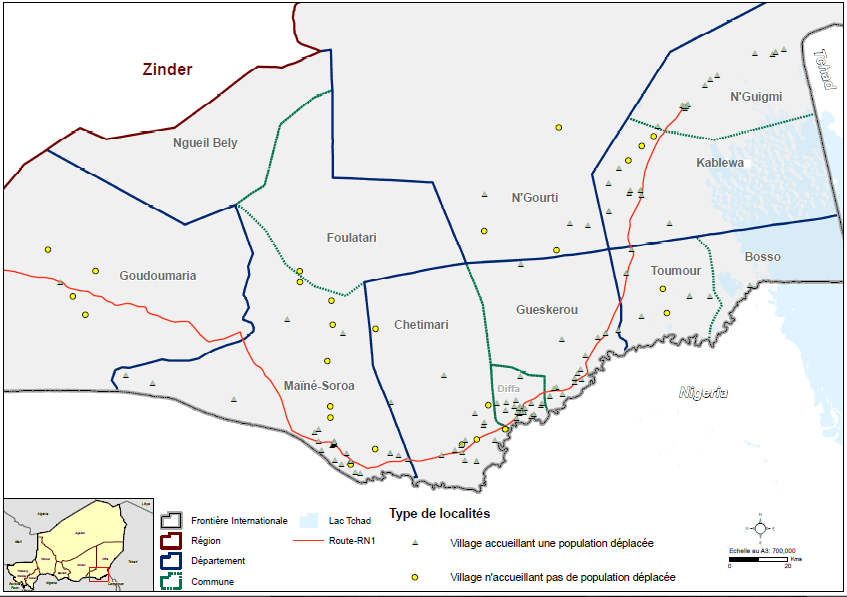 Zinder
Tchad
N'Guigmi
Ngueil Bely
Kablewa
N'Gourti
Foulatari
Bosso
Goudoumaria
Toumour
Gueskerou
Chetimari
Maïné-Soroa
Diffa
Nigeria
Type de localités
Frontière Internationale
Lac Tchad
Région
Route-RN1
Village accueillant une population déplacée
Département
Commune
Village n'accueillant pas de population déplacée
Echelle au A3: 700,000
Kms
0 20
N